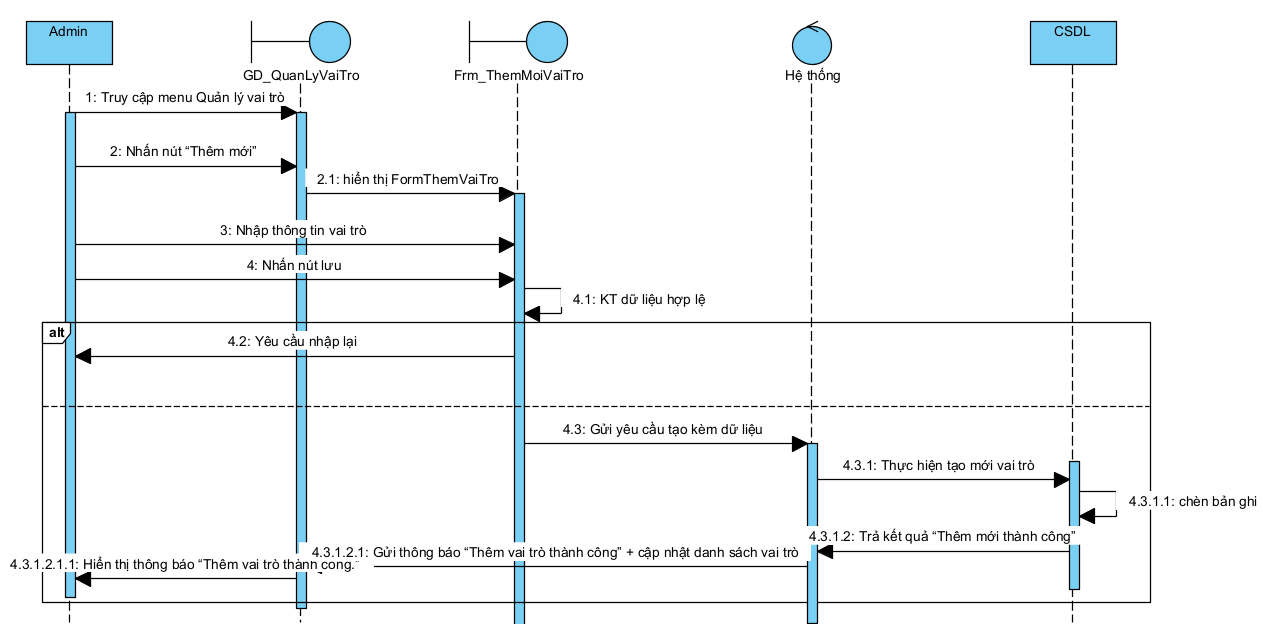 Admin
CSDL
GD_QuanLyVaiTro
Frm_ThemMoiVaiTro
Hệ thống
1: Truy cập menu Quản lý vai trò
2: Nhấn nút “Thêm mới”
2.1: hiển thị FormThemVaiTro
3: Nhập thông tin vai trò
4: Nhấn nút lưu
4.1: KT dữ liệu hợp lệ
alt
4.2: Yêu cầu nhập lại
4.3: Gửi yêu cầu tạo kèm dữ liệu
4.3.1: Thực hiện tạo mới vai trò
4.3.1.1: chèn bản ghi
4.3.1.2: Trả kết quả “Thêm mới thành công”
4.3.1.2.1: Gửi thông báo “Thêm vai trò thành công” + cập nhật danh sách vai trò
4.3.1.2.1.1: Hiển thị thông báo “Thêm vai trò thành công.”